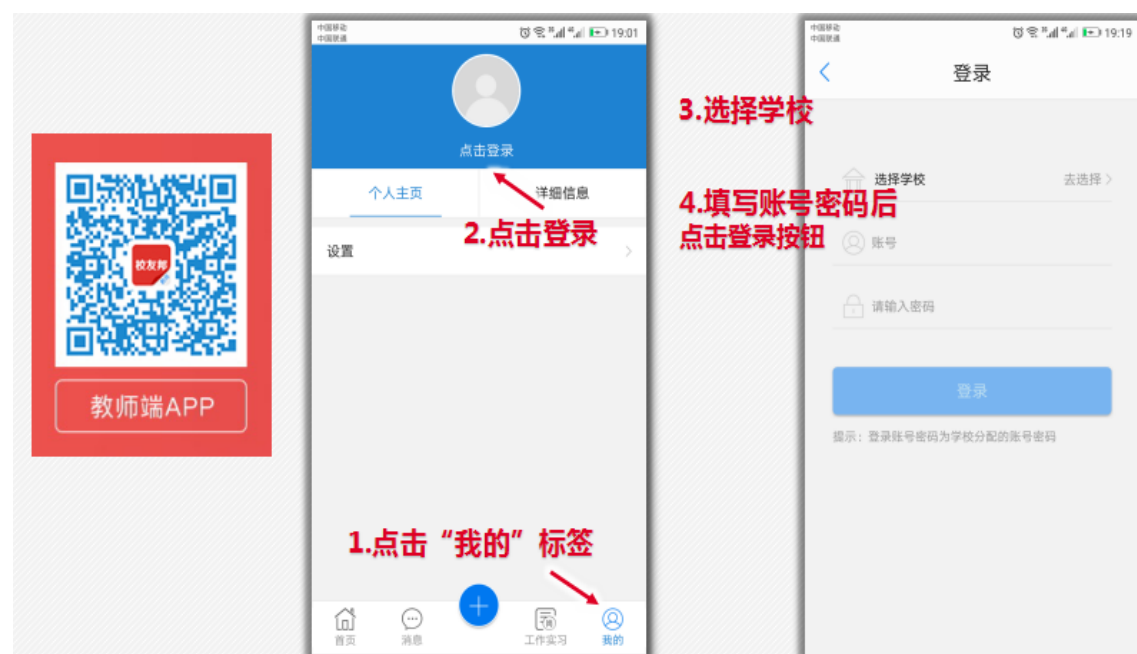 校友邦
教师端APP
中国移动
中国联通
19:01
点击登录
个人主页
详细信息
2.点击登录
设置
1.点击“我的”标签
首页
消息
工作实习
我的
3.选择学校
4.填写账号密码后
点击登录按钮
中国移动
中国联通
19:19
登录
选择学校
去选择
账号
请输入密码
登录
提示：登录账号密码为学校分配的账号密码